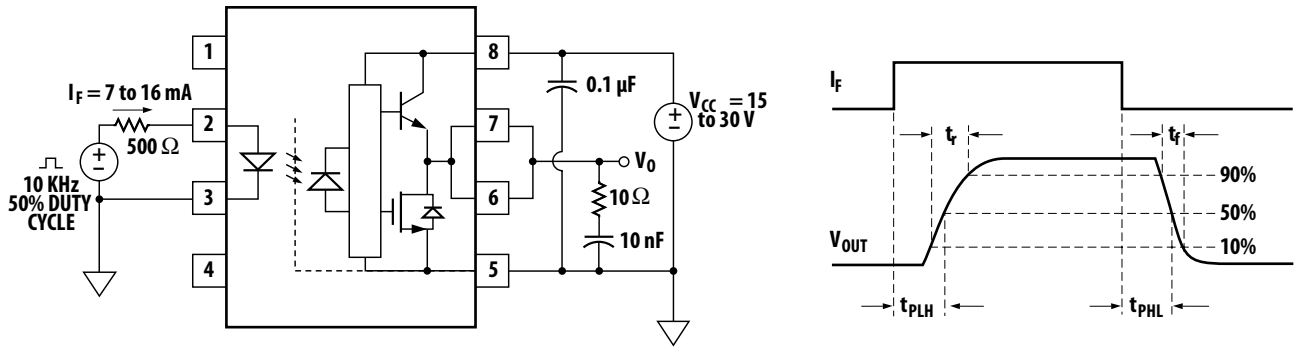 1
8
I_F = 7 to 16 mA
0.1 µF
V_CC = 15
to 30 V
2
7
500 Ω
+
−
+
−
V_O
10 KHz
50% DUTY
CYCLE
3
6
10 Ω
10 nF
4
5
I_F
t_r
t_f
90%
50%
10%
V_OUT
t_PLH
t_PHL